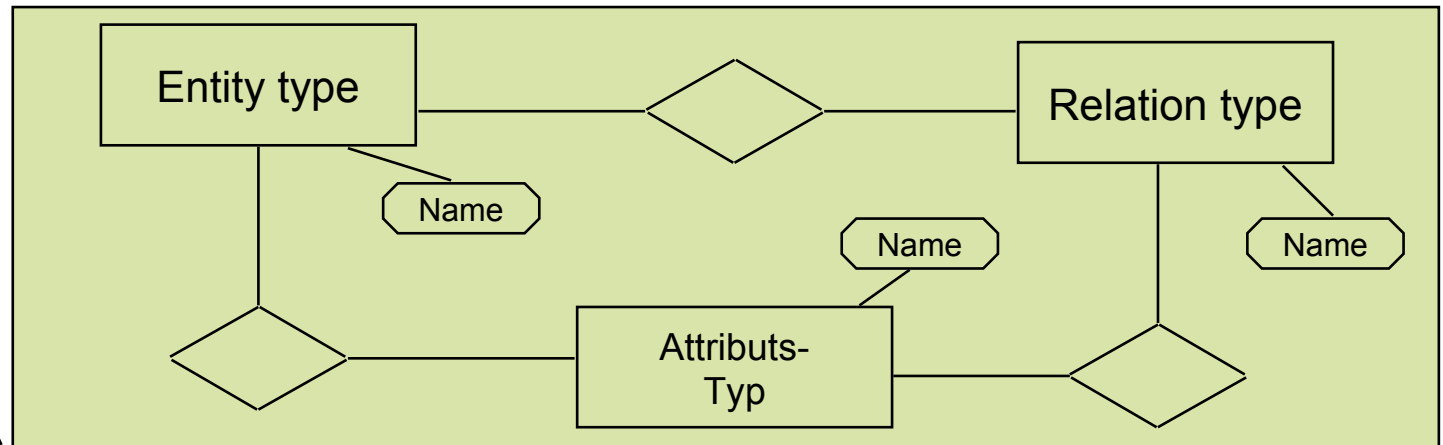 Entity type
Relation type
Name
Name
Name
Attributs-
Typ